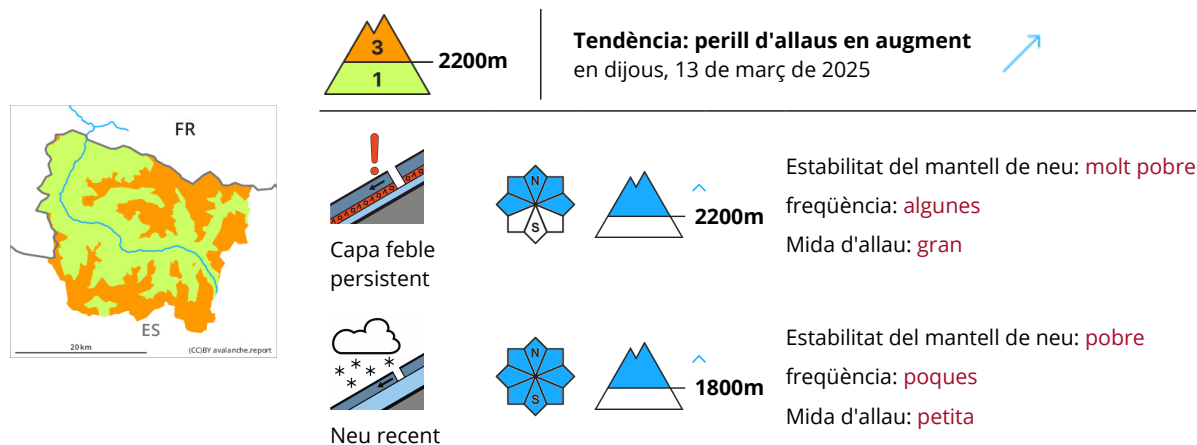 3
1
2200m
Tendència: perill d'allaus en augment
en dijous, 13 de març de 2025
FR
ES
20 km
(CC)BY avalanche.report
Capa feble
persistent
N
S
2200m
Estabilitat del mantell de neu: molt pobre
freqüència: algunes
Mida d'allau: gran
Neu recent
N
S
1800m
Estabilitat del mantell de neu: pobre
freqüència: poques
Mida d'allau: petita